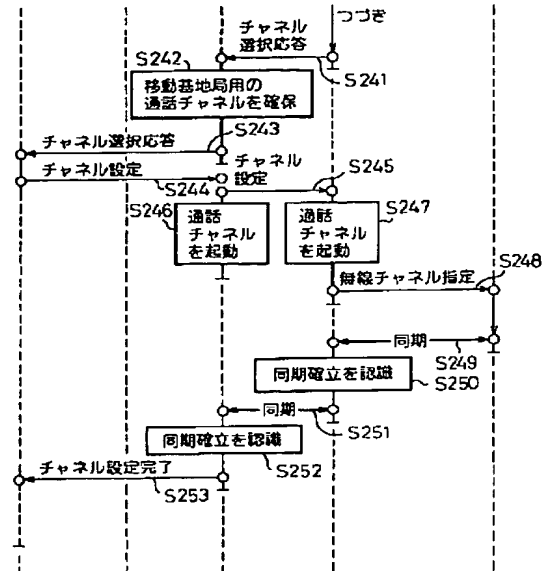 つづき
チャネル
選択応答
S241
S242
移動基地局用の
通話チャネルを確保
S243
チャネル選択応答
チャネル設定
S244
チャネル
設定
S245
S246
通話
チャネル
を起動
S247
通話
チャネル
を起動
無線チャネル指定
S248
同期
S249
同期確立を認識
S250
同期
S251
同期確立を認識
S252
チャネル設定完了
S253